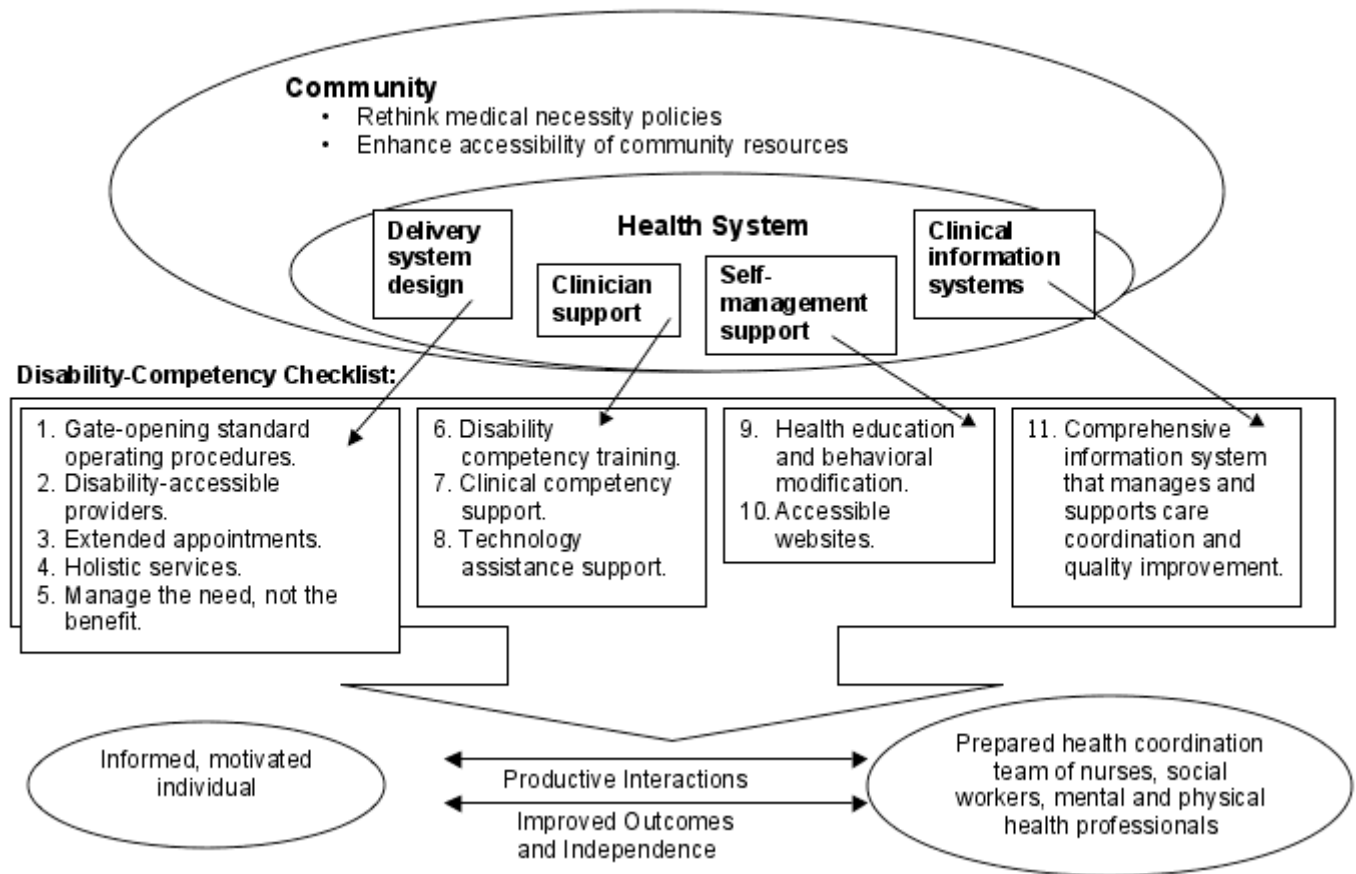 Community
• Rethink medical necessity policies
• Enhance accessibility of community resources
Health System
Delivery
system
design
Clinician
support
Self-
management
support
Clinical
information
systems
Disability-Competency Checklist:
1. Gate-opening standard
operating procedures.
2. Disability-accessible
providers.
3. Extended appointments.
4. Holistic services.
5. Manage the need, not the
benefit.
6. Disability
competency training.
7. Clinical competency
support.
8. Technology
assistance support.
9. Health education
and behavioral
modification.
10. Accessible
websites.
11. Comprehensive
information system
that manages and
supports care
coordination and
quality improvement.
Informed, motivated
individual
Productive Interactions
Improved Outcomes
and Independence
Prepared health coordination
team of nurses, social
workers, mental and physical
health professionals